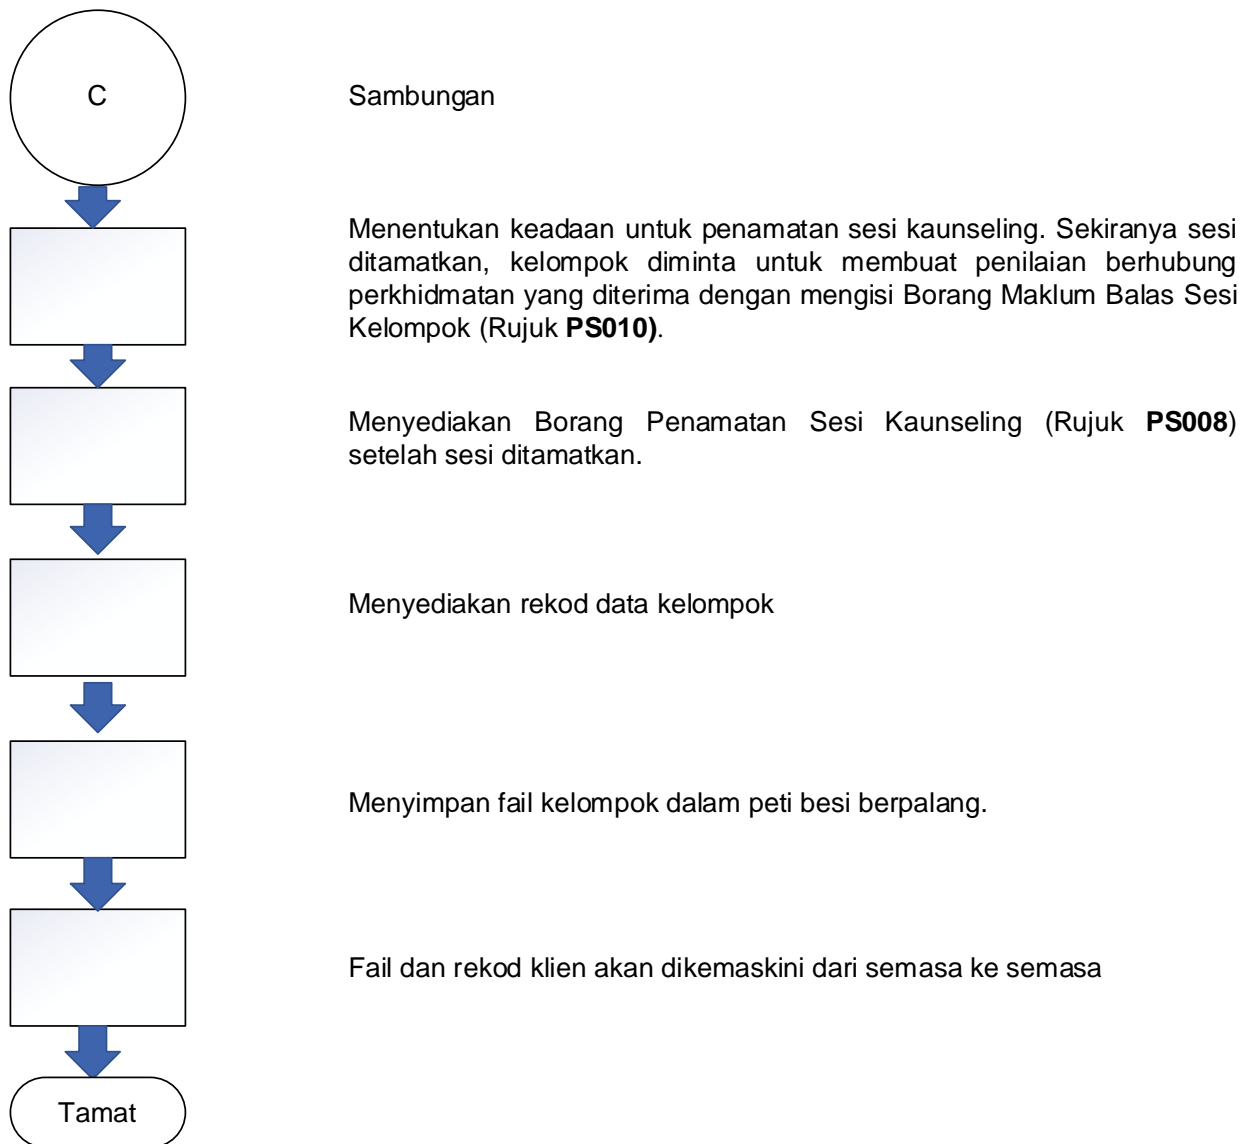 C
Sambungan
Menentukan keadaan untuk penamatan sesi kaunseling. Sekiranya sesi
ditamatkan, kelompok diminta untuk membuat penilaian berhubung
perkhidmatan yang diterima dengan mengisi Borang Maklum Balas Sesi
Kelompok (Rujuk PS010).
Menyediakan Borang Penamatan Sesi Kaunseling (Rujuk PS008)
setelah sesi ditamatkan.
Menyediakan rekod data kelompok
Menyimpan fail kelompok dalam peti besi berpalang.
Fail dan rekod klien akan dikemaskini dari semasa ke semasa
Tamat